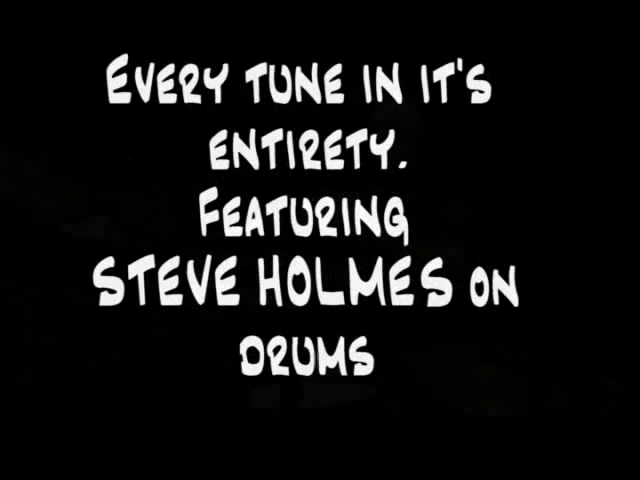 Every tune in it's
entirety.
Featuring
STEVE HOLMES on
drums